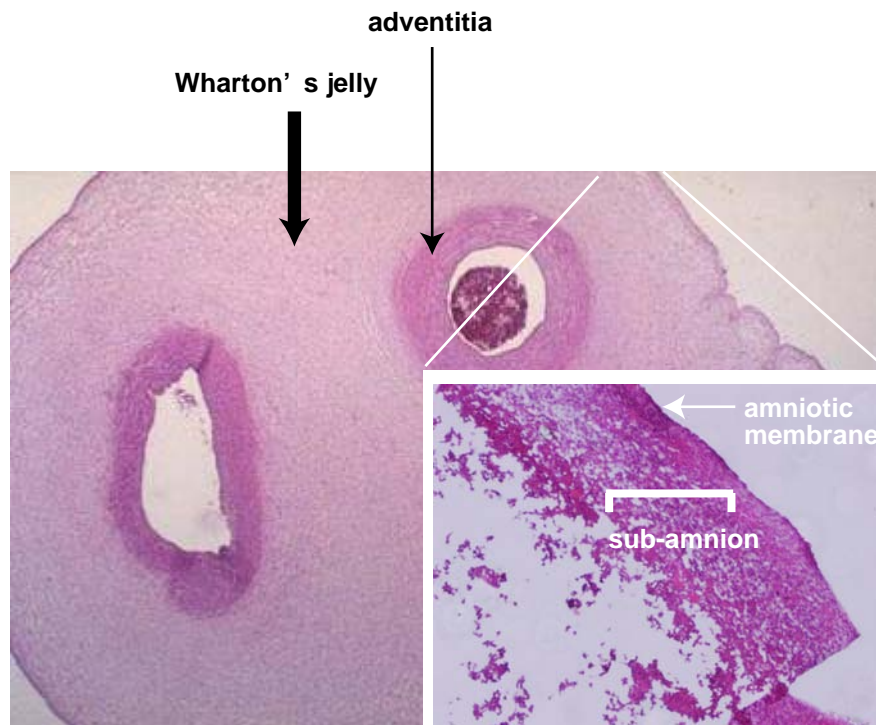 adventitia
Wharton’ s jelly
amniotic
membrane
sub-amnion